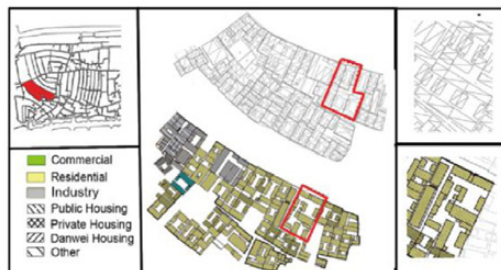 Commercial
Residential
Industry
Public Housing
Private Housing
Danwei Housing
Other